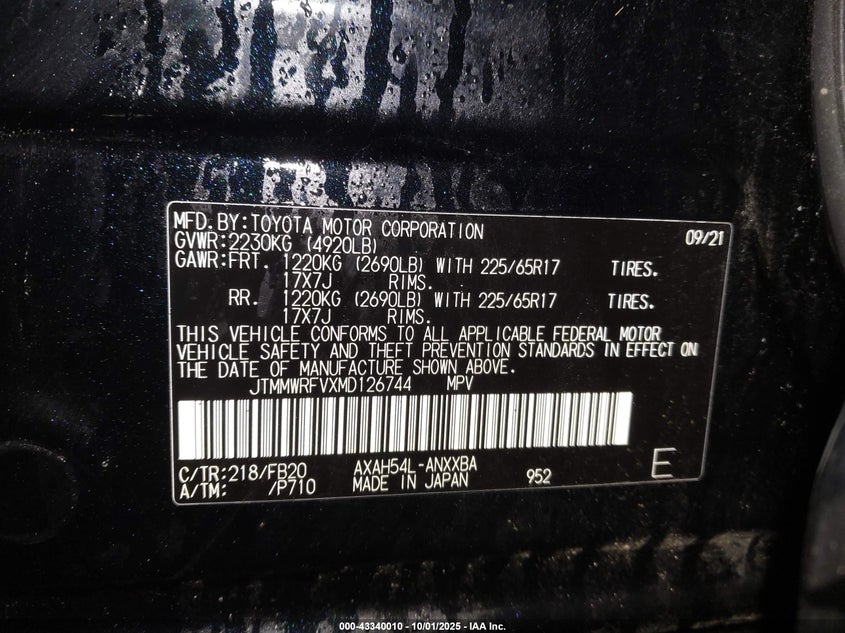 MFD.BY:TOYOTA MOTOR CORPORATION 09/21
GVWR:2230KG (4920LB)
GAWR:FRT. 1220KG (2690LB) WITH 225/65R17 TIRES.
17X7J RIMS.
RR. 1220KG (2690LB) WITH 225/65R17 TIRES.
17X7J RIMS.
THIS VEHICLE CONFORMS TO ALL APPLICABLE FEDERAL MOTOR
VEHICLE SAFETY AND THEFT PREVENTION STANDARDS IN EFFECT ON
THE DATE OF MANUFACTURE SHOWN ABOVE.
JTMMWRFVXMD126744 MPV
C/TR:218/FB20 AXAH54L-ANXXBA 952 E
A/TM: /P710 MADE IN JAPAN
000-43340010 - 10/01/2025 - IAA Inc.